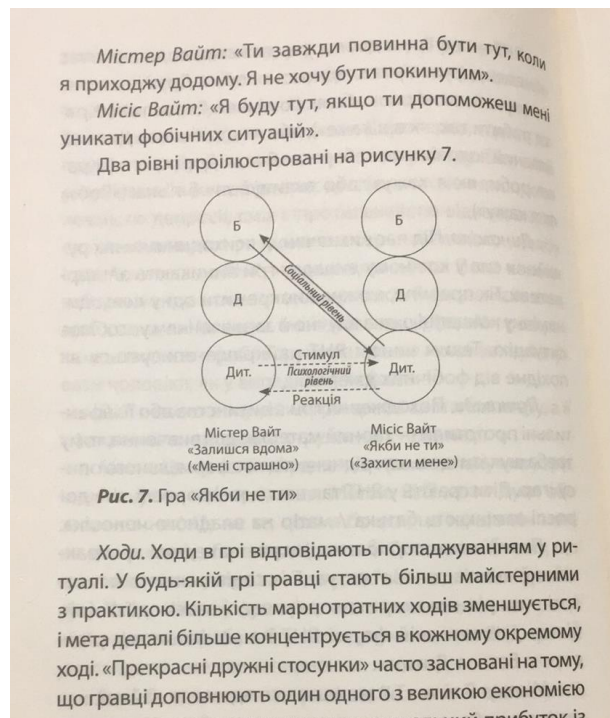 Містер Вайт: «Ти завжди повинна бути тут, коли
я приходжу додому. Я не хочу бути покинутим».
Місіс Вайт: «Я буду тут, якщо ти допоможеш мені
уникати фобічних ситуацій».
Два рівні проілюстровані на рисунку 7.
Б
Б
Д
Д
Соціальний рівень
Дит.
Стимул
Психологічний
рівень
Реакція
Дит.
Містер Вайт
«Залишся вдома»
(«Мені страшно»)
Місіс Вайт
«Якби не ти»
(«Захисти мене»)
Рис. 7. Гра «Якби не ти»
Ходи. Ходи в грі відповідають погладжуванням у ри-
туалі. У будь-якій грі гравці стають більш майстерними
з практикою. Кількість марнотратних ходів зменшується,
і мета дедалі більше концентрується в кожному окремому
ході. «Прекрасні дружні стосунки» часто засновані на тому,
що гравці доповнюють один одного з великою економією
прибуток із